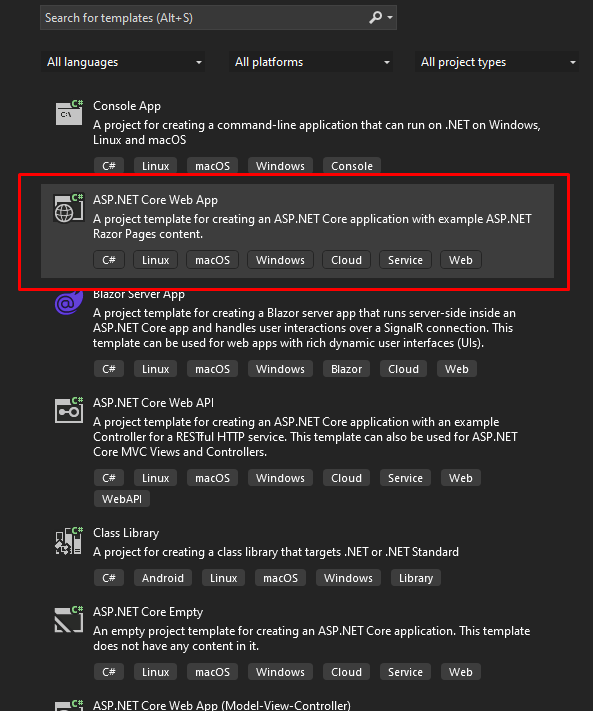 Search for templates (Alt+S)
All languages
All platforms
All project types
C#
C:\
Console App
A project for creating a command-line application that can run on .NET on Windows,
Linux and macOS
C# Linux macOS Windows Console
C#
ASP.NET Core Web App
A project template for creating an ASP.NET Core application with example ASP.NET
Razor Pages content.
C# Linux macOS Windows Cloud Service Web
Blazor Server App
A project template for creating a Blazor server app that runs server-side inside an
ASP.NET Core app and handles user interactions over a SignalR connection. This
template can be used for web apps with rich dynamic user interfaces (UIs).
C# Linux macOS Windows Blazor Cloud Web
C#
ASP.NET Core Web API
A project template for creating an ASP.NET Core application with an example
Controller for a RESTful HTTP service. This template can also be used for ASP.NET
Core MVC Views and Controllers.
C# Linux macOS Windows Cloud Service Web
WebAPI
C#
Class Library
A project for creating a class library that targets .NET or .NET Standard
C# Android Linux macOS Windows Library
C#
ASP.NET Core Empty
An empty project template for creating an ASP.NET Core application. This template
does not have any content in it.
C# Linux macOS Windows Cloud Service Web
C#
ASP.NET Core Web App (Model-View-Controller)